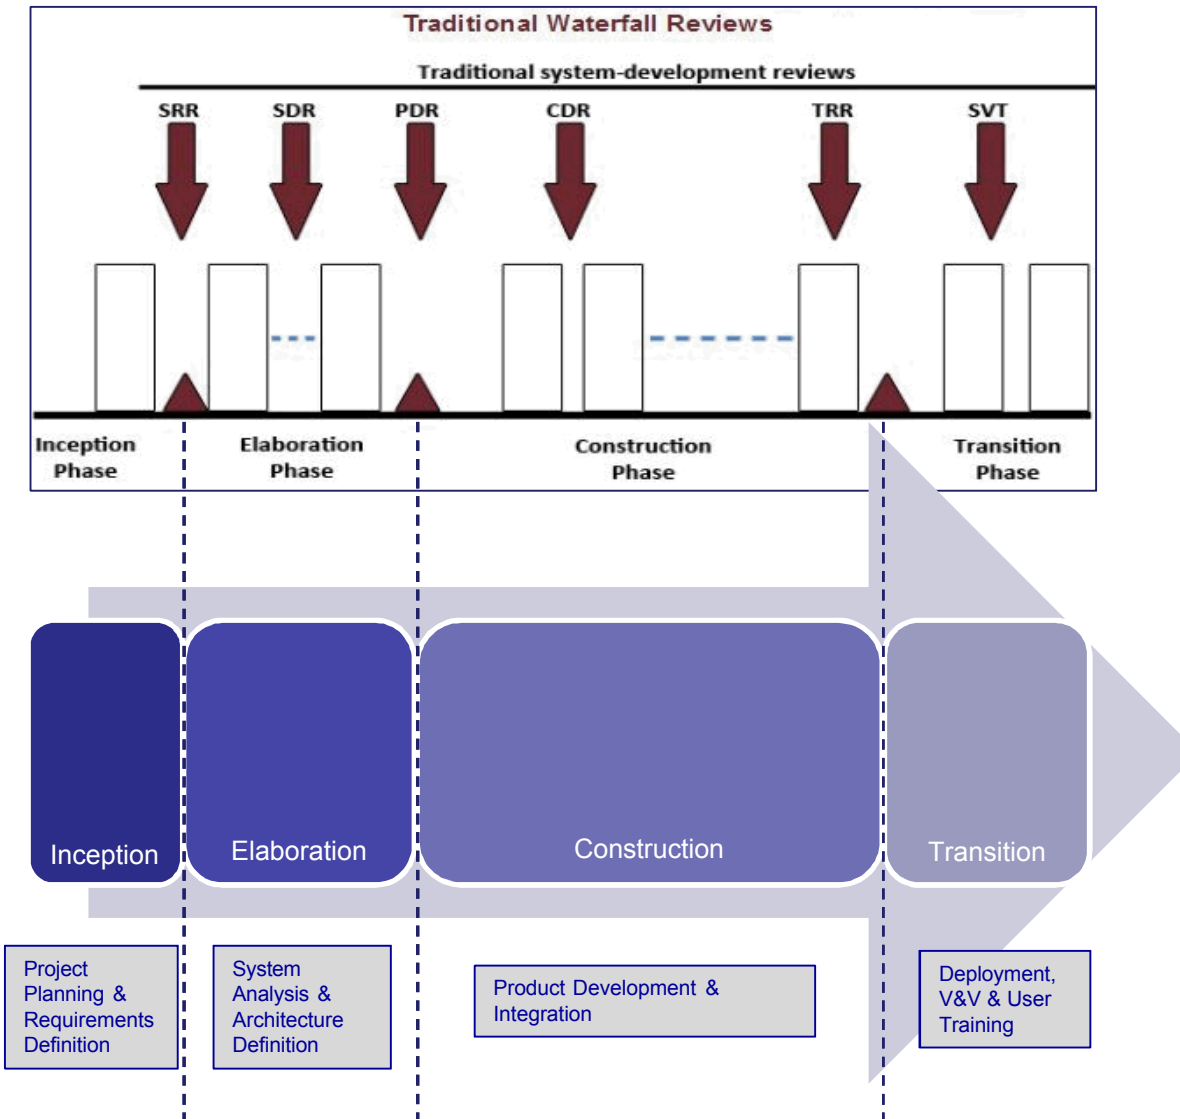 Traditional Waterfall Reviews
Traditional system-development reviews
SRR SDR PDR CDR TRR SVT
Inception
Phase
Elaboration
Phase
Construction
Phase
Transition
Phase
Inception
Elaboration
Construction
Transition
Project
Planning &
Requirements
Definition
System
Analysis &
Architecture
Definition
Product Development &
Integration
Deployment,
V&V & User
Training